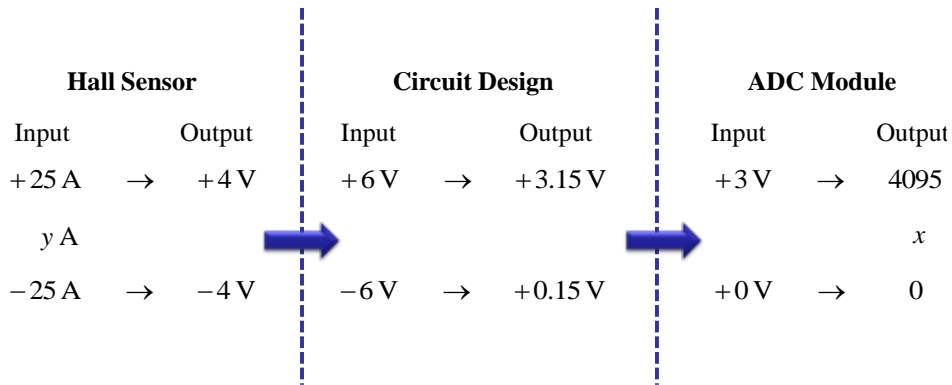 Hall Sensor Circuit Design ADC Module
Input Output Input Output Input Output
+25 A → +4 V +6 V → +3.15 V +3 V → 4095
y A x
−25 A → −4 V −6 V → +0.15 V +0 V → 0